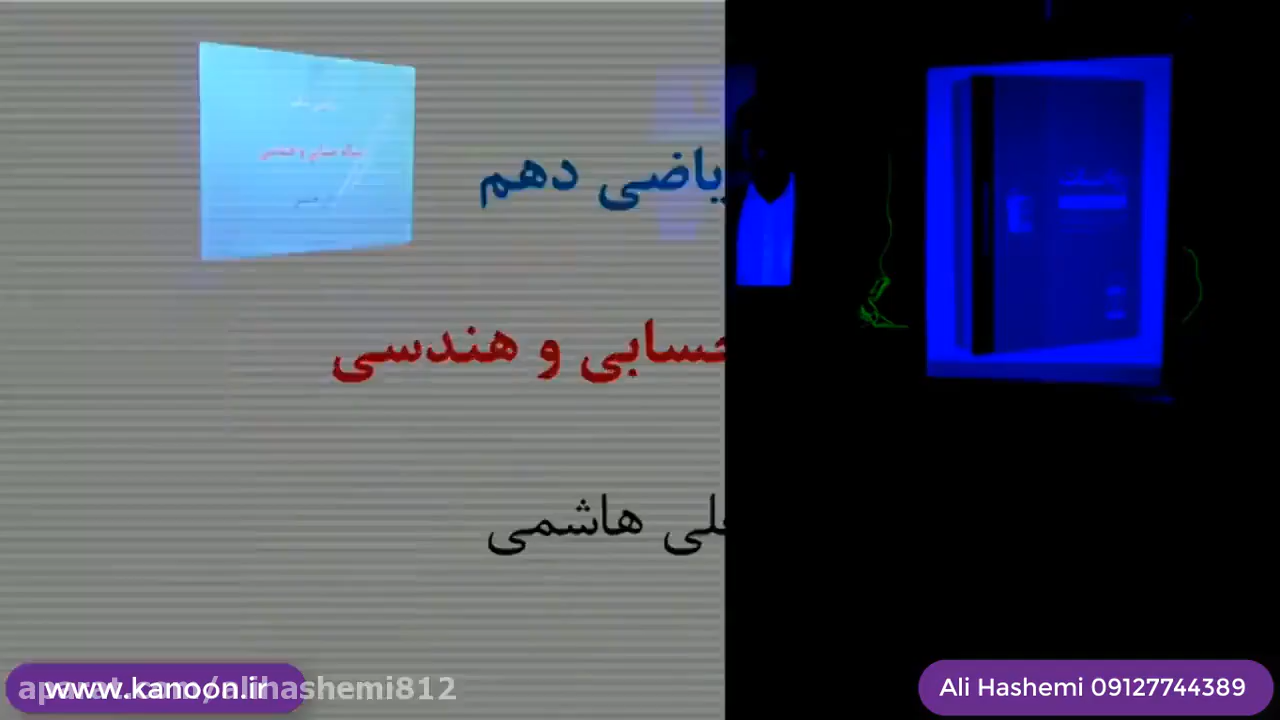 یاضی دهم
حسابی و هندسی
علی هاشمی
www.kanoon.ir
aparat.com/alihashemi812
Ali Hashemi 09127744389